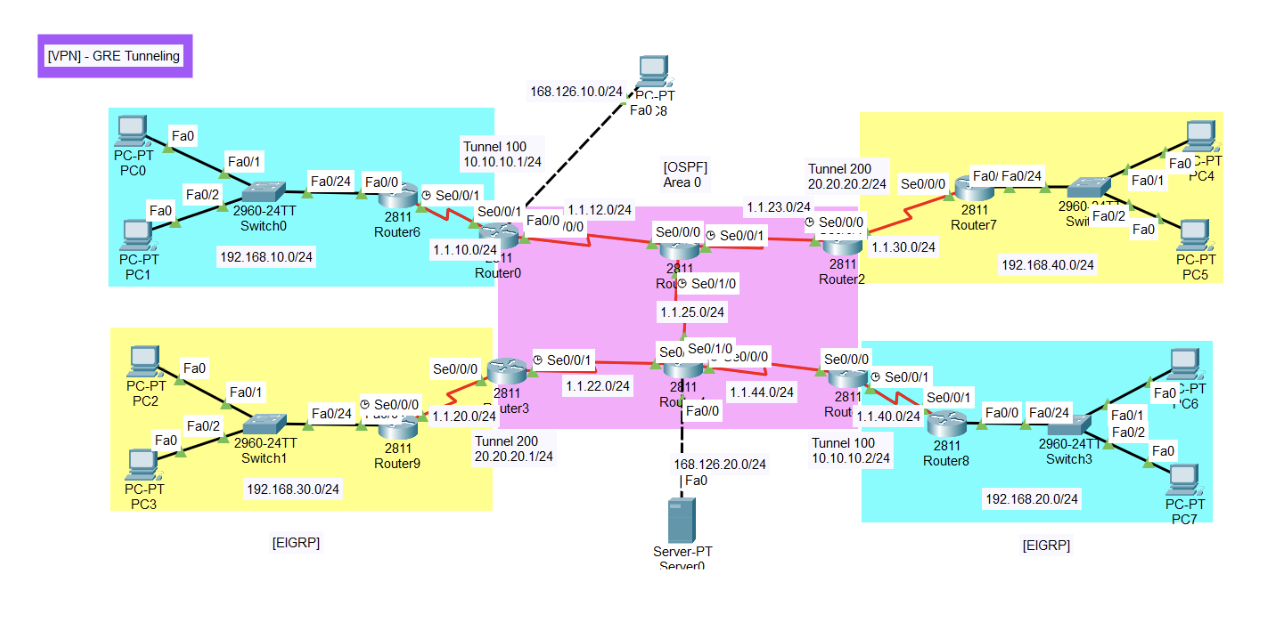 [VPN] - GRE Tunneling
168.126.10.0/24
PC-PT
Fa0
Tunnel 100
10.10.10.1/24
[OSPF]
Area 0
Tunnel 200
20.20.20.2/24
Fa0
PC-PT
PC0
Fa0/1
Fa0/2
Fa0
PC-PT
PC1
2960-24TT
Switch0
Fa0/24
Fa0/0
2811
Router6
Se0/0/1
192.168.10.0/24
1.1.10.0/24
Se0/0/1
Fa0/0
2811
Router0
1.1.12.0/24
Se0/0/0
Se0/0/1
2811
Se0/1/0
1.1.23.0/24
Se0/0/0
2811
Router2
1.1.30.0/24
Se0/0/0
2811
Router7
Fa0/24
Switch2
Fa0/1
Fa0/2
Fa0
PC4
Fa0
PC-PT
PC5
192.168.40.0/24
1.1.25.0/24
Fa0
PC-PT
PC2
Fa0/1
Fa0/2
Fa0
PC-PT
PC3
2960-24TT
Switch1
Fa0/24
Se0/0/0
2811
Router9
192.168.30.0/24
Se0/0/0
1.1.20.0/24
2811
Router3
Se0/0/1
1.1.22.0/24
Tunnel 200
20.20.20.1/24
Se0/1/0
2811
Fa0/0
1.1.44.0/24
168.126.20.0/24
Fa0
Server-PT
Server0
Se0/0/0
Se0/0/1
2811
1.1.40.0/24
Tunnel 100
10.10.10.2/24
Se0/0/1
2811
Router8
Fa0/0
Fa0/24
2960-24TT
Switch3
Fa0/1
Fa0/2
Fa0
PC6
Fa0
PC-PT
PC7
192.168.20.0/24
[EIGRP]
[EIGRP]